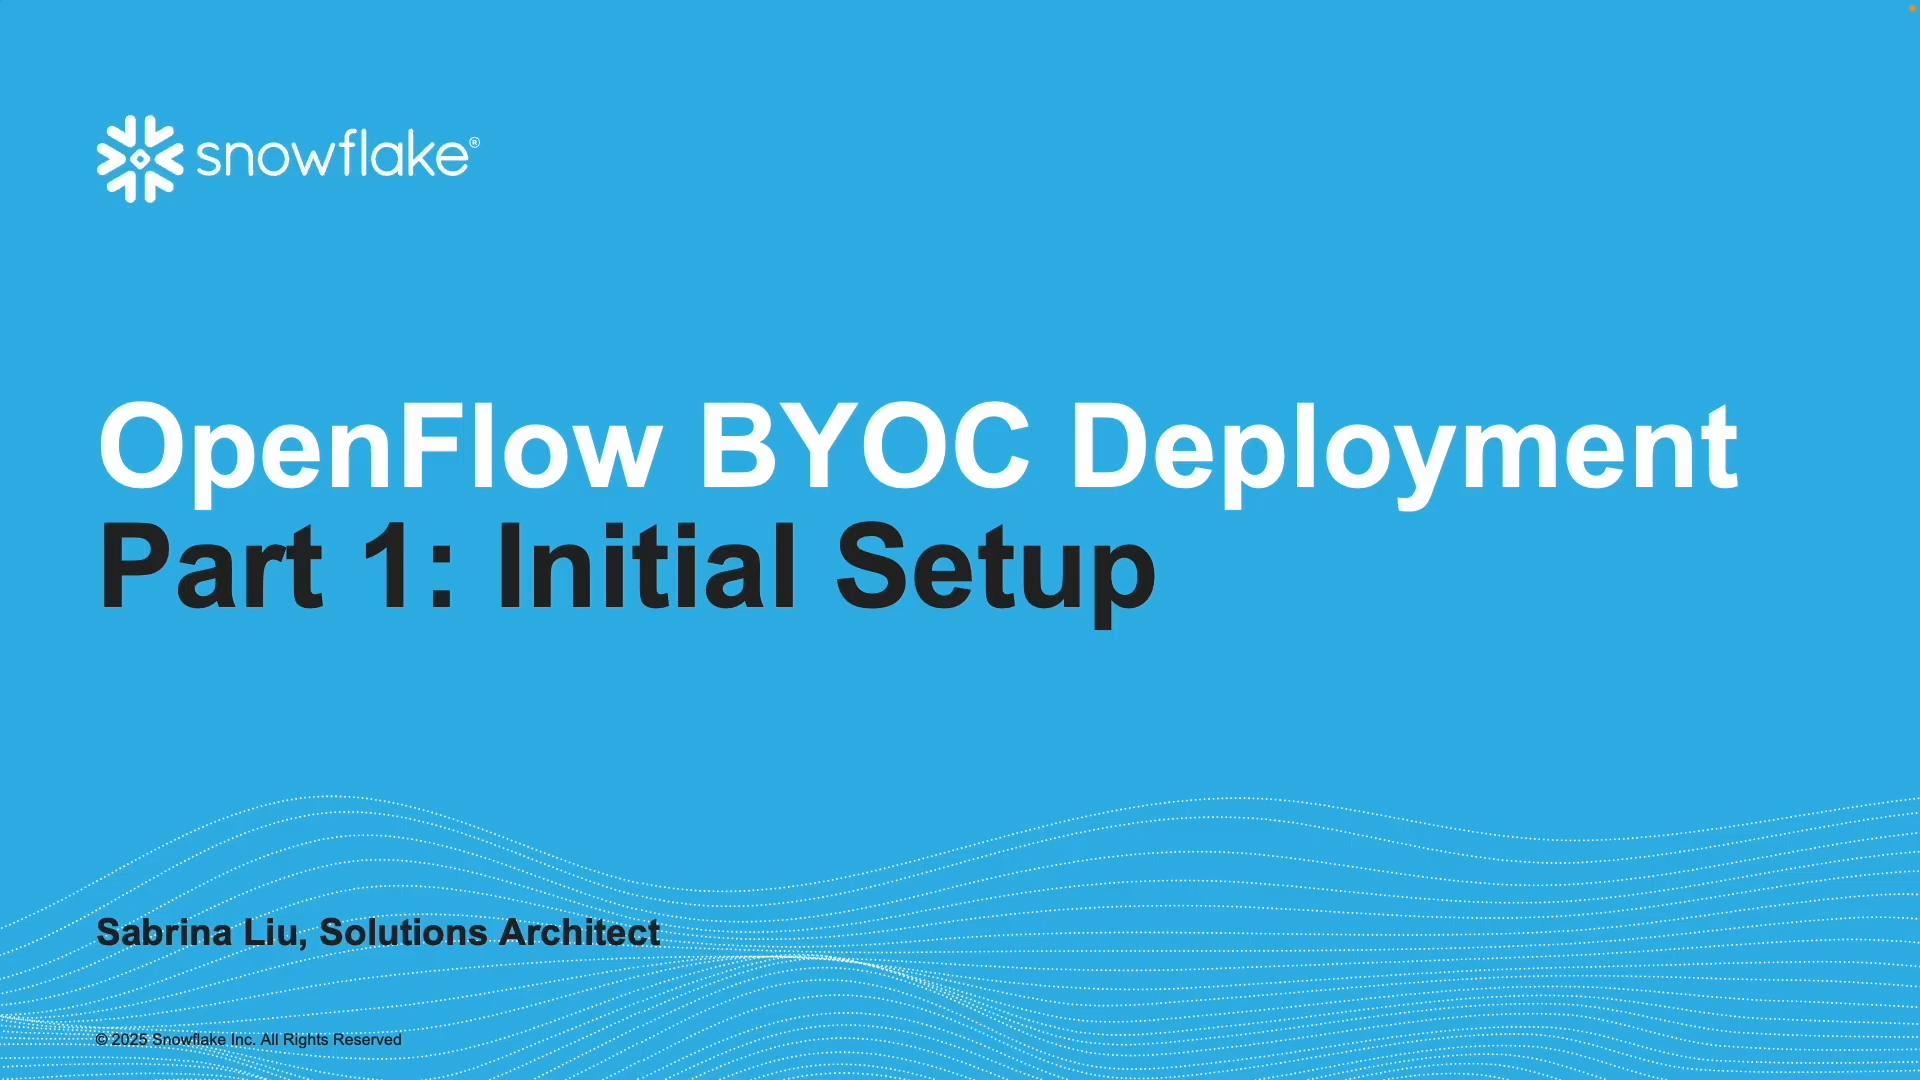 snowflake®
OpenFlow BYOC Deployment
Part 1: Initial Setup
Sabrina Liu, Solutions Architect
© 2025 Snowflake Inc. All Rights Reserved